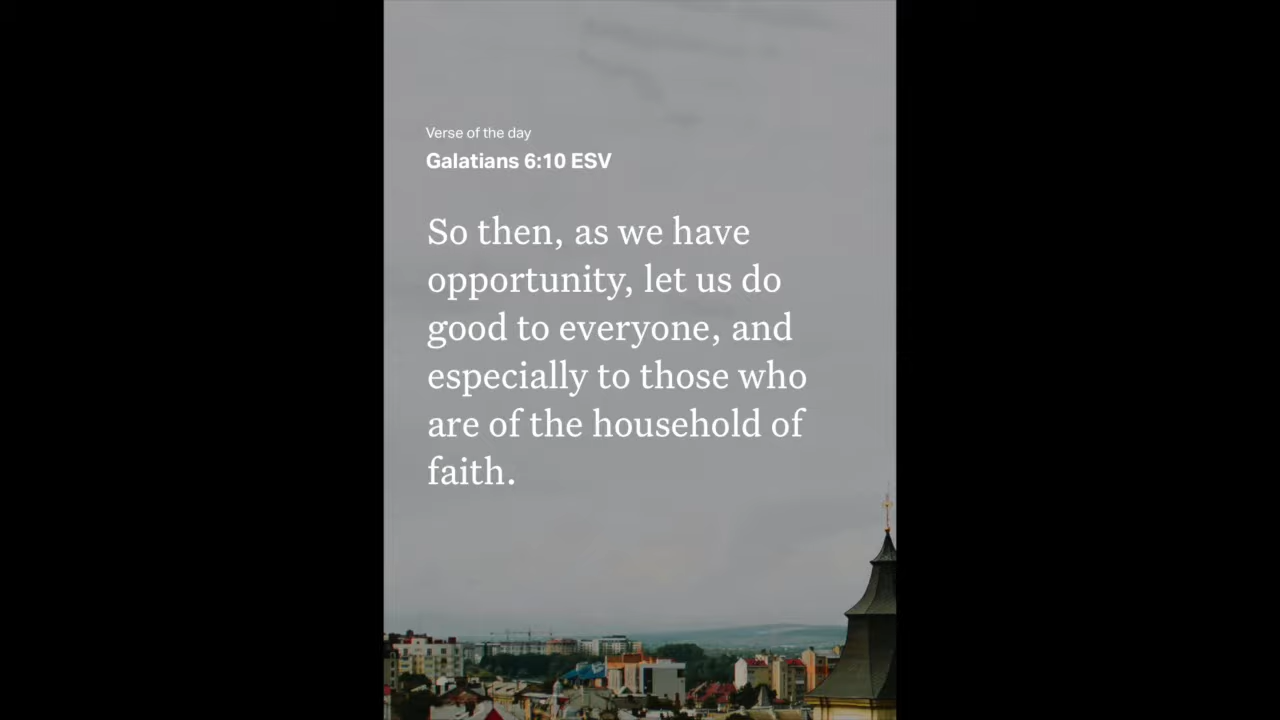 Verse of the day
Galatians 6:10 ESV
So then, as we have
opportunity, let us do
good to everyone, and
especially to those who
are of the household of
faith.